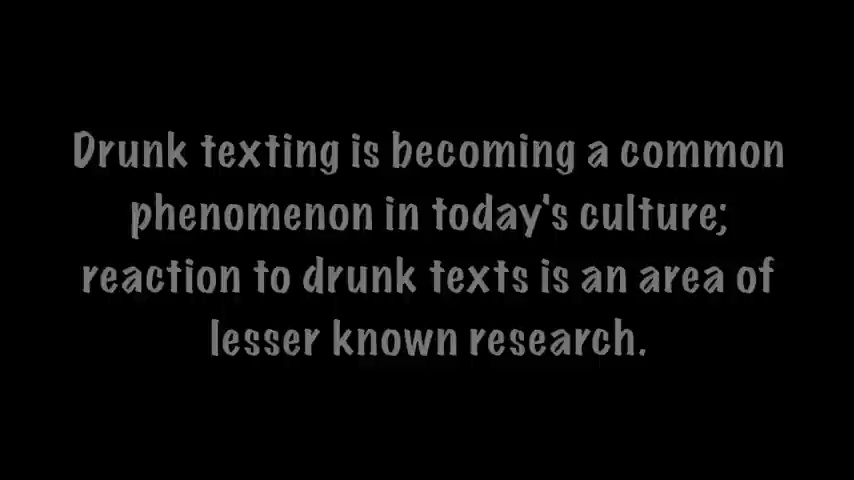 Drunk texting is becoming a common
phenomenon in today's culture;
reaction to drunk texts is an area of
lesser known research.